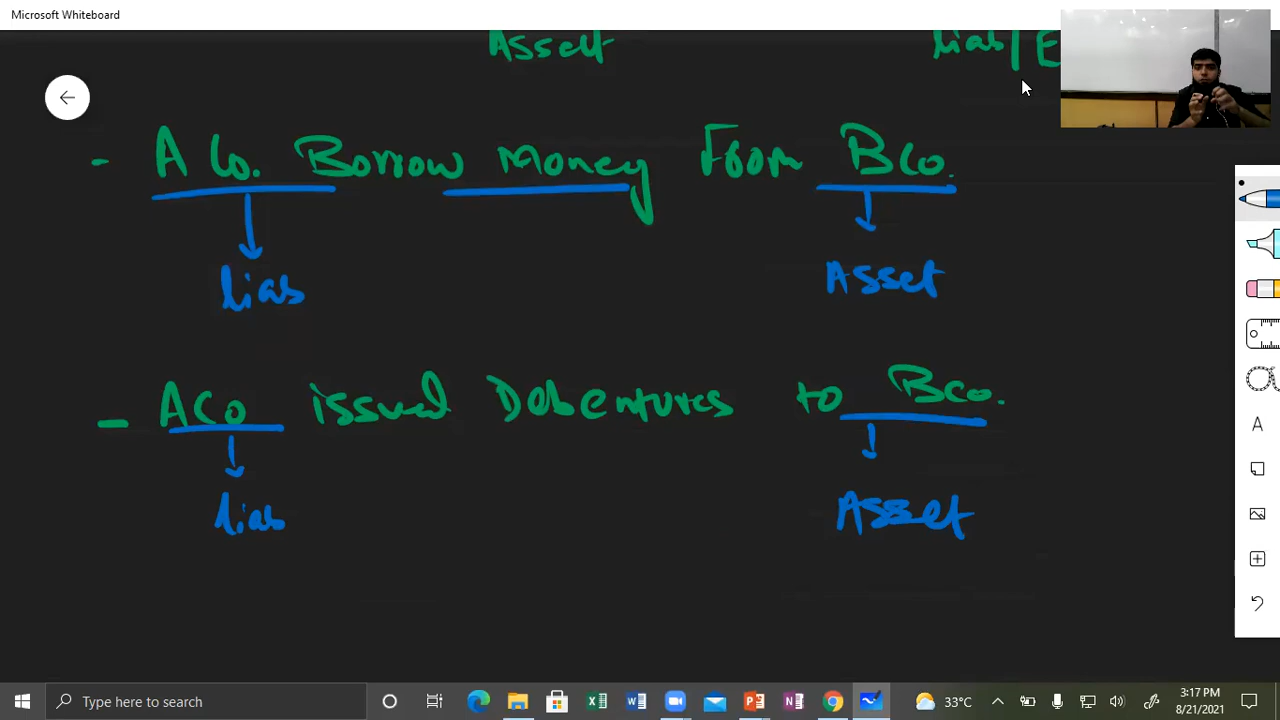 Microsoft Whiteboard
Asset liab/E
- A Co. Borrow Money From B Co.
liab Asset
- A Co issued Debentures to B Co.
liab Asset
A
Type here to search
33°C
3:17 PM
8/21/2021